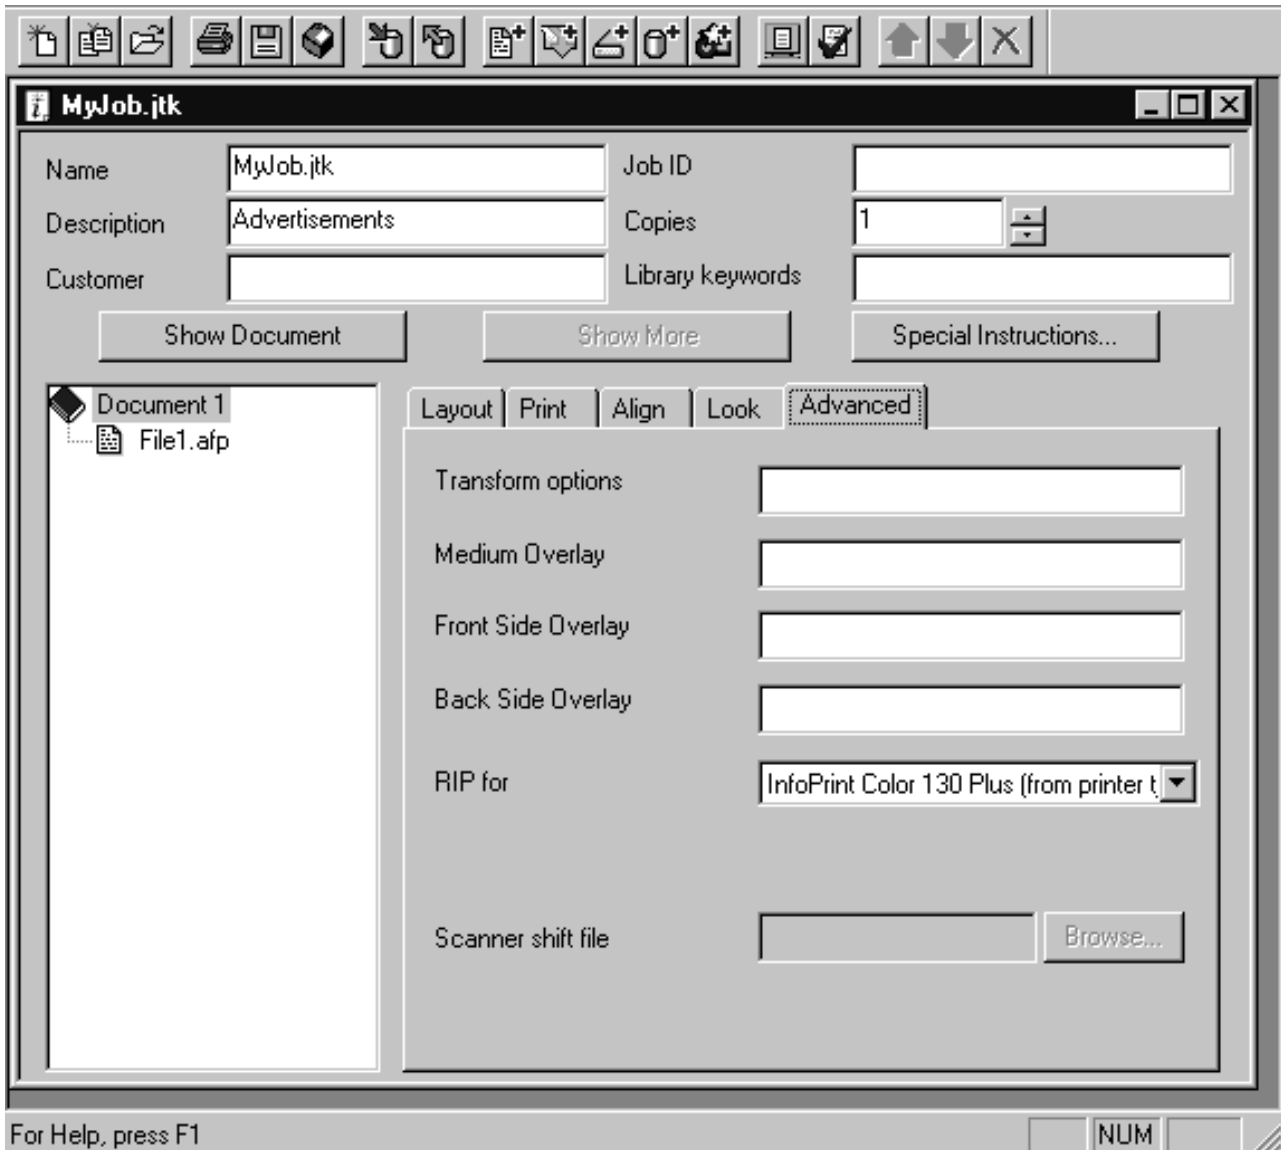 MyJob.jtk
Name MyJob.jtk Job ID
Description Advertisements Copies 1
Customer Library keywords
Show Document Show More Special Instructions...
Document 1
File1.afp
Layout Print Align Look Advanced
Transform options
Medium Overlay
Front Side Overlay
Back Side Overlay
RIP for InfoPrint Color 130 Plus (from printer t
Scanner shift file Browse...
For Help, press F1 NUM